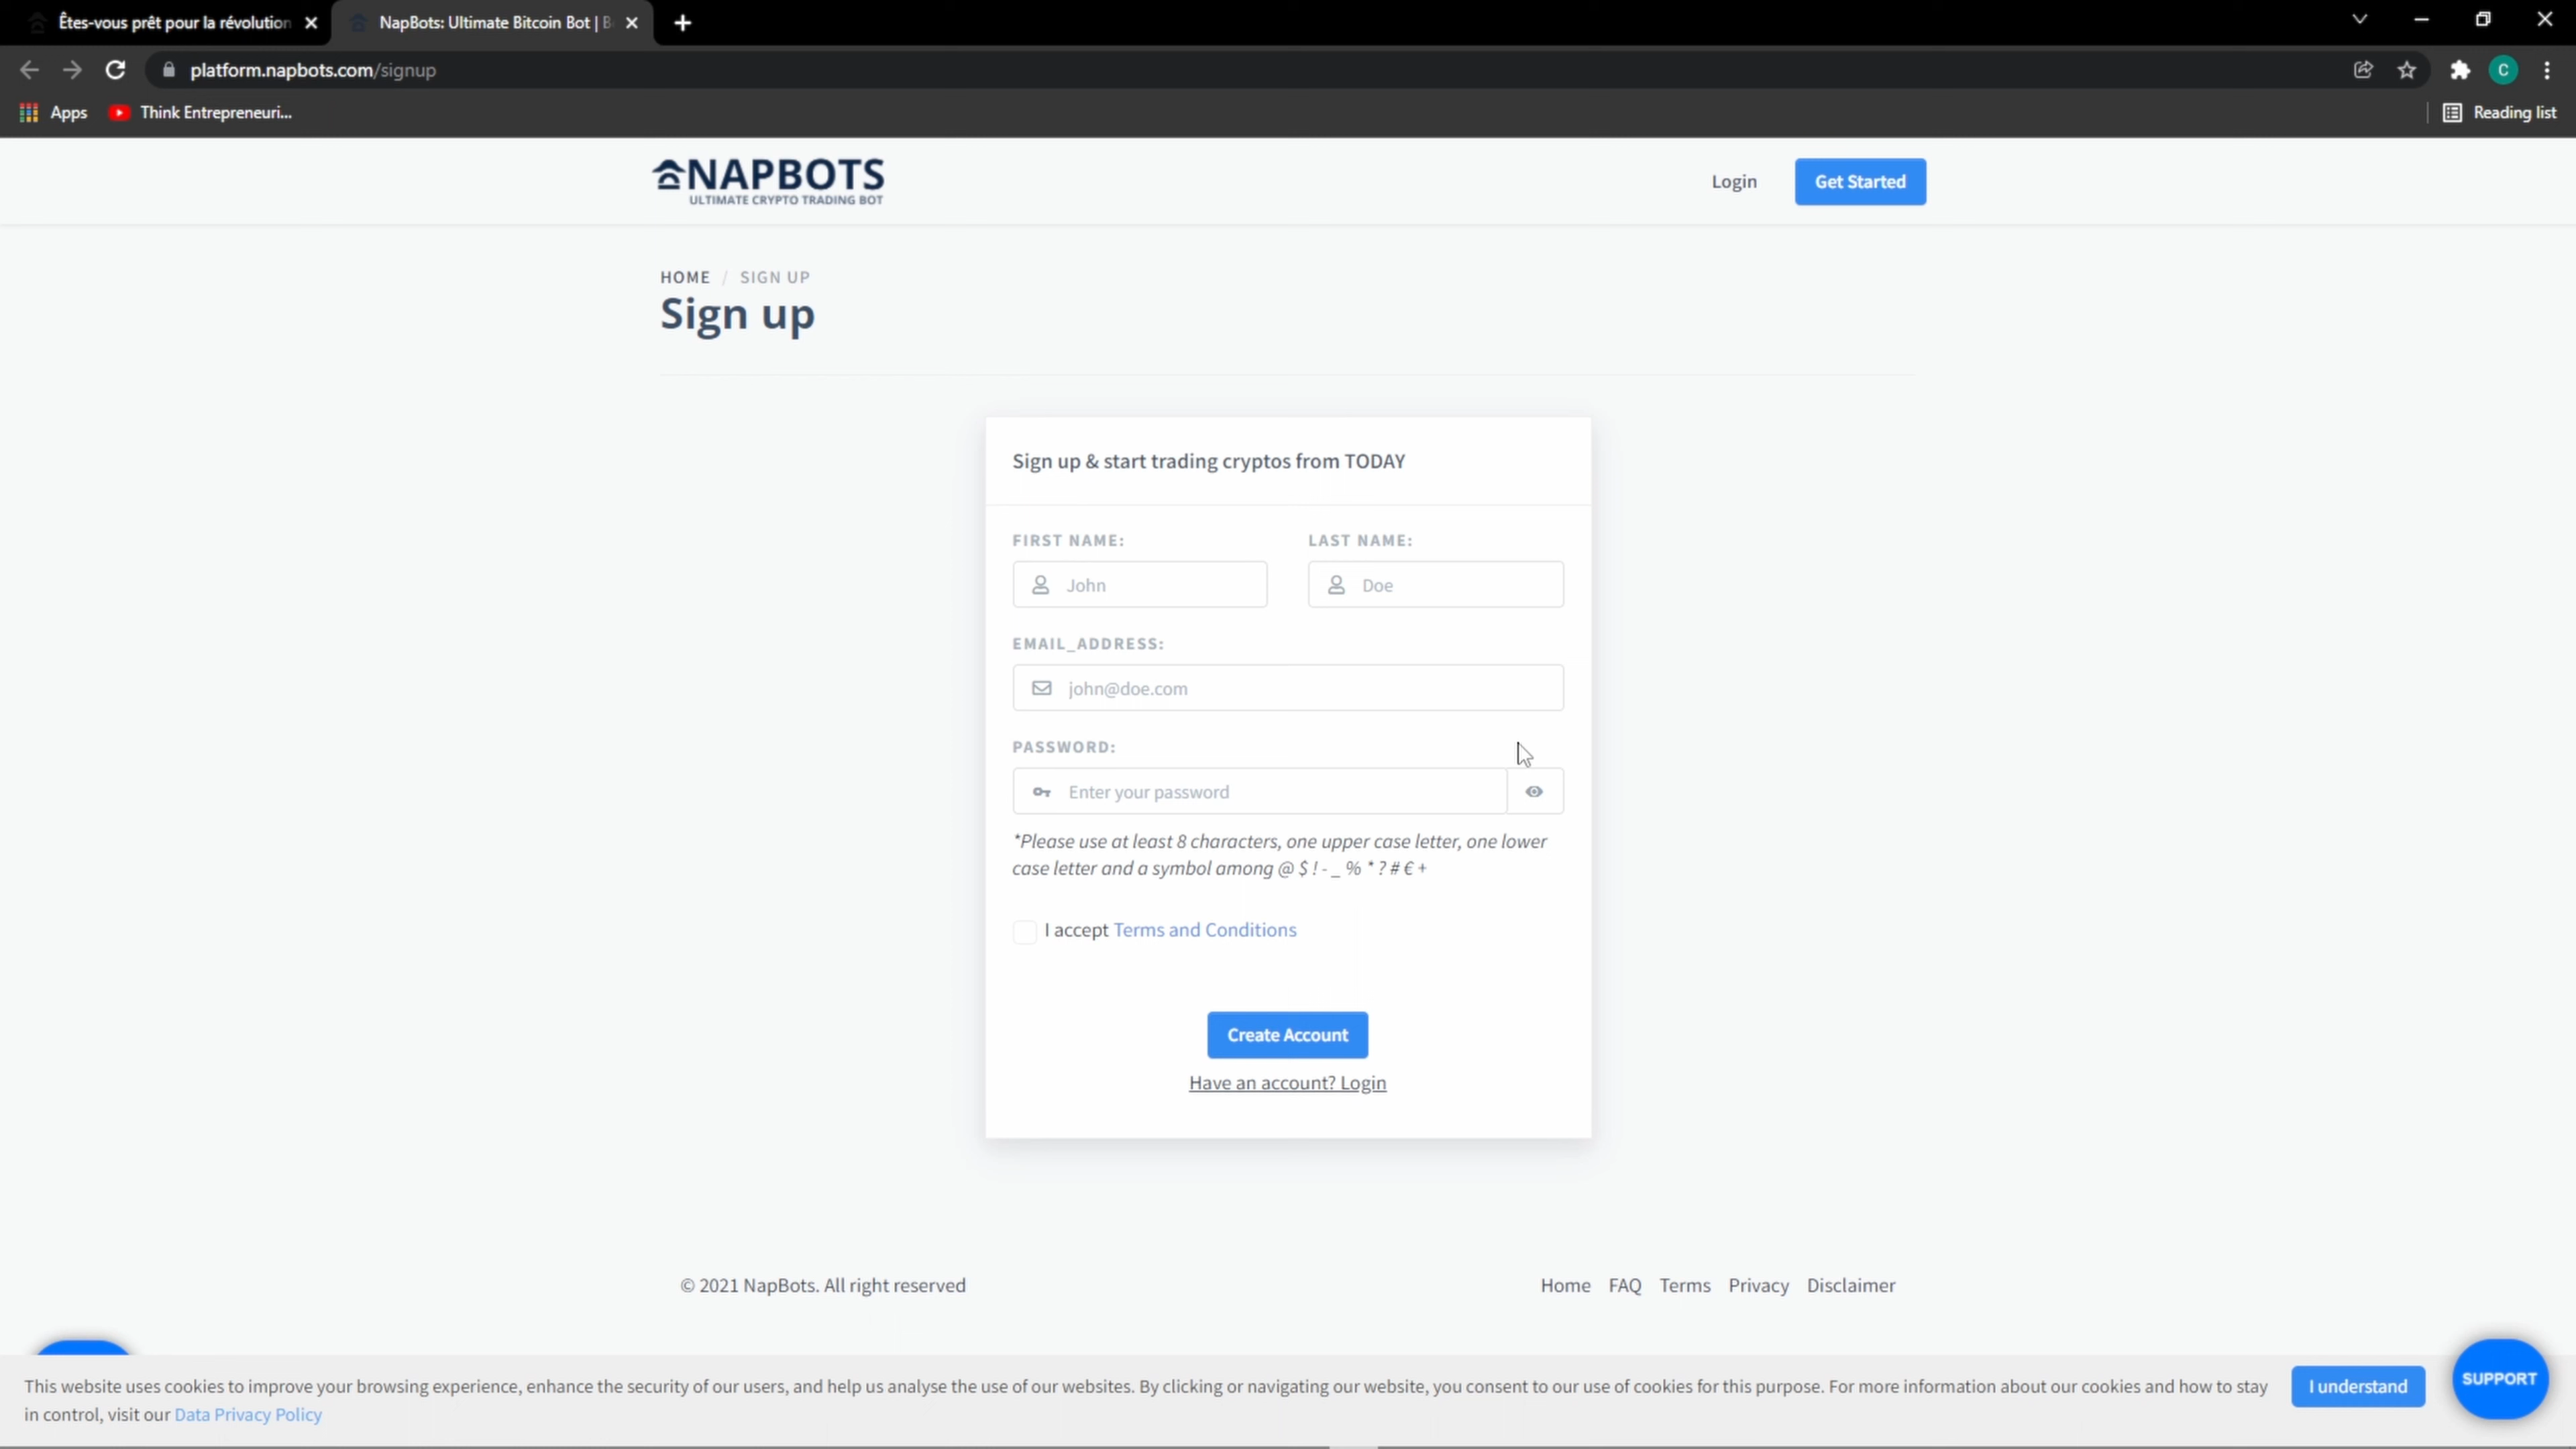 Êtes-vous prêt pour la révolution
NapBots: Ultimate Bitcoin Bot | B
platform.napbots.com/signup
C
Apps
Think Entrepreneuri...
Reading list
NAPBOTS
ULTIMATE CRYPTO TRADING BOT
Login
Get Started
HOME / SIGN UP
Sign up
Sign up & start trading cryptos from TODAY
FIRST NAME:
LAST NAME:
John
Doe
EMAIL_ADDRESS:
john@doe.com
PASSWORD:
Enter your password
*Please use at least 8 characters, one upper case letter, one lower
case letter and a symbol among @ $ ! - _ % * ? # € +
I accept Terms and Conditions
Create Account
Have an account? Login
© 2021 NapBots. All right reserved
Home FAQ Terms Privacy Disclaimer
This website uses cookies to improve your browsing experience, enhance the security of our users, and help us analyse the use of our websites. By clicking or navigating our website, you consent to our use of cookies for this purpose. For more information about our cookies and how to stay
in control, visit our Data Privacy Policy
I understand
SUPPORT